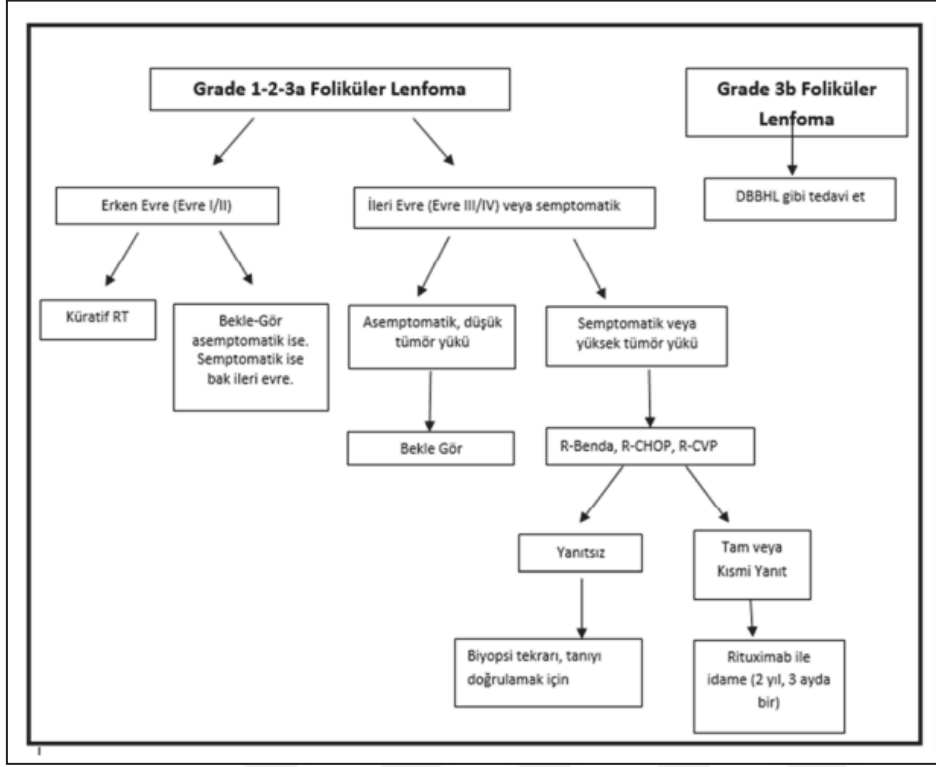 Grade 1-2-3a Foliküler Lenfoma
Grade 3b Foliküler
Lenfoma
Erken Evre (Evre I/II)
İleri Evre (Evre III/IV) veya semptomatik
DBBHL gibi tedavi et
Küratif RT
Bekle-Gör
asemptomatik ise.
Semptomatik ise
bak ileri evre.
Asemptomatik, düşük
tümör yükü
Semptomatik veya
yüksek tümör yükü
Bekle Gör
R-Benda, R-CHOP, R-CVP
Yanıtsız
Tam veya
Kısmi Yanıt
Biyopsi tekrarı, tanıyı
doğrulamak için
Rituximab ile
idame (2 yıl, 3 ayda
bir)